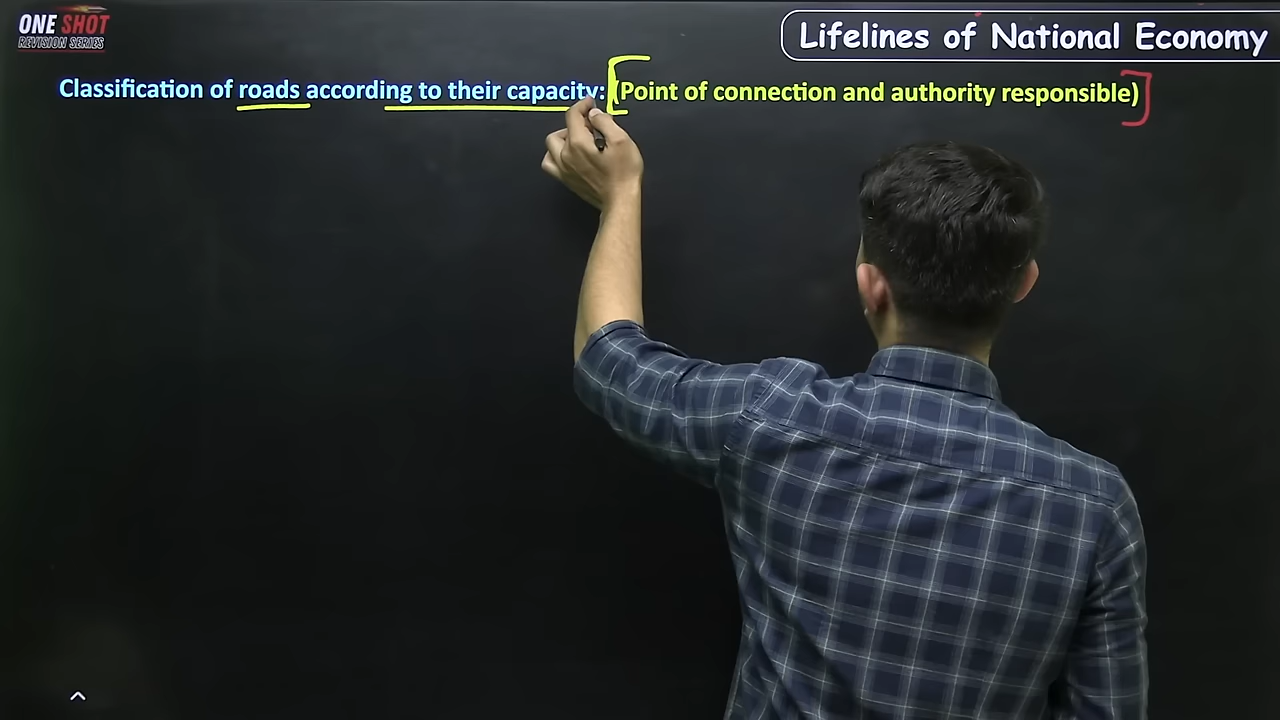 ONE SHOT
REVISION SERIES
Lifelines of National Economy
Classification of roads according to their capacity: (Point of connection and authority responsible)